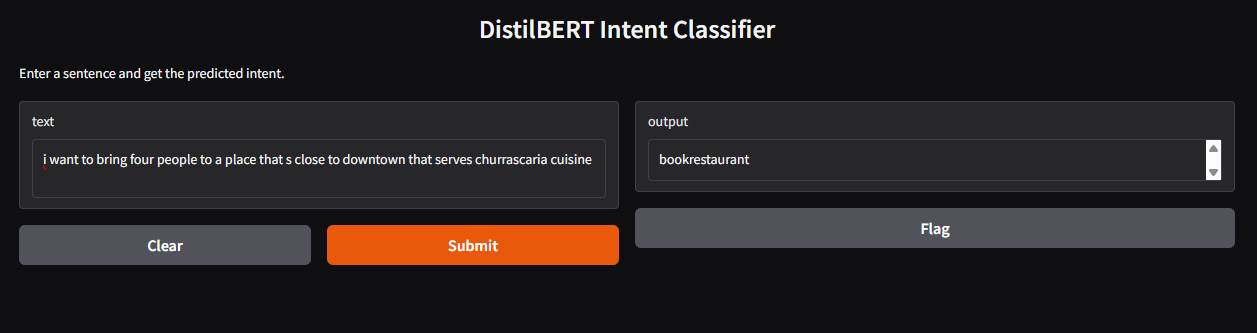 DistilBERT Intent Classifier
Enter a sentence and get the predicted intent.
text
i want to bring four people to a place that s close to downtown that serves churrascaria cuisine
Clear
Submit
output
bookrestaurant
Flag